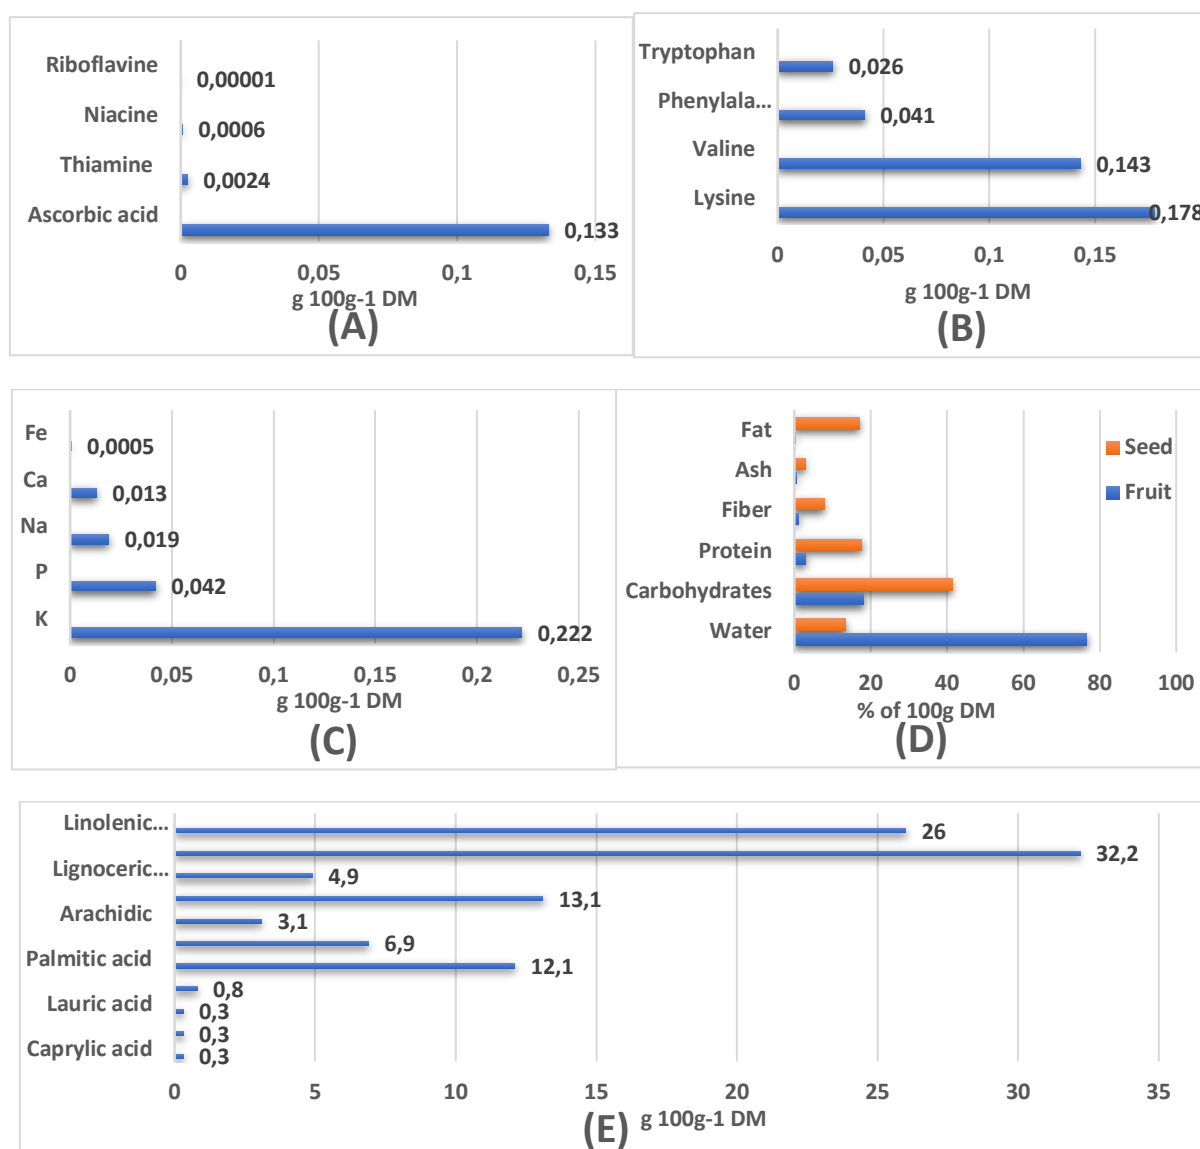 Riboflavine
0,00001
Niacine
0,0006
Thiamine
0,0024
Ascorbic acid
0,133
0 0,05 0,1 0,15
g 100g-1 DM
(A)
Tryptophan
0,026
Phenylala...
0,041
Valine
0,143
Lysine
0,178
0 0,05 0,1 0,15
g 100g-1 DM
(B)
Fe
0,0005
Ca
0,013
Na
0,019
P
0,042
K
0,222
0 0,05 0,1 0,15 0,2 0,25
g 100g-1 DM
(C)
Fat
Ash
Fiber
Protein
Carbohydrates
Water
Seed
Fruit
0 20 40 60 80 100
% of 100g DM
(D)
Linolenic...
26
32,2
Lignoceric...
4,9
13,1
Arachidic
3,1
6,9
Palmitic acid
12,1
0,8
Lauric acid
0,3
0,3
Caprylic acid
0,3
0 5 10 15 20 25 30 35
(E) g 100g-1 DM